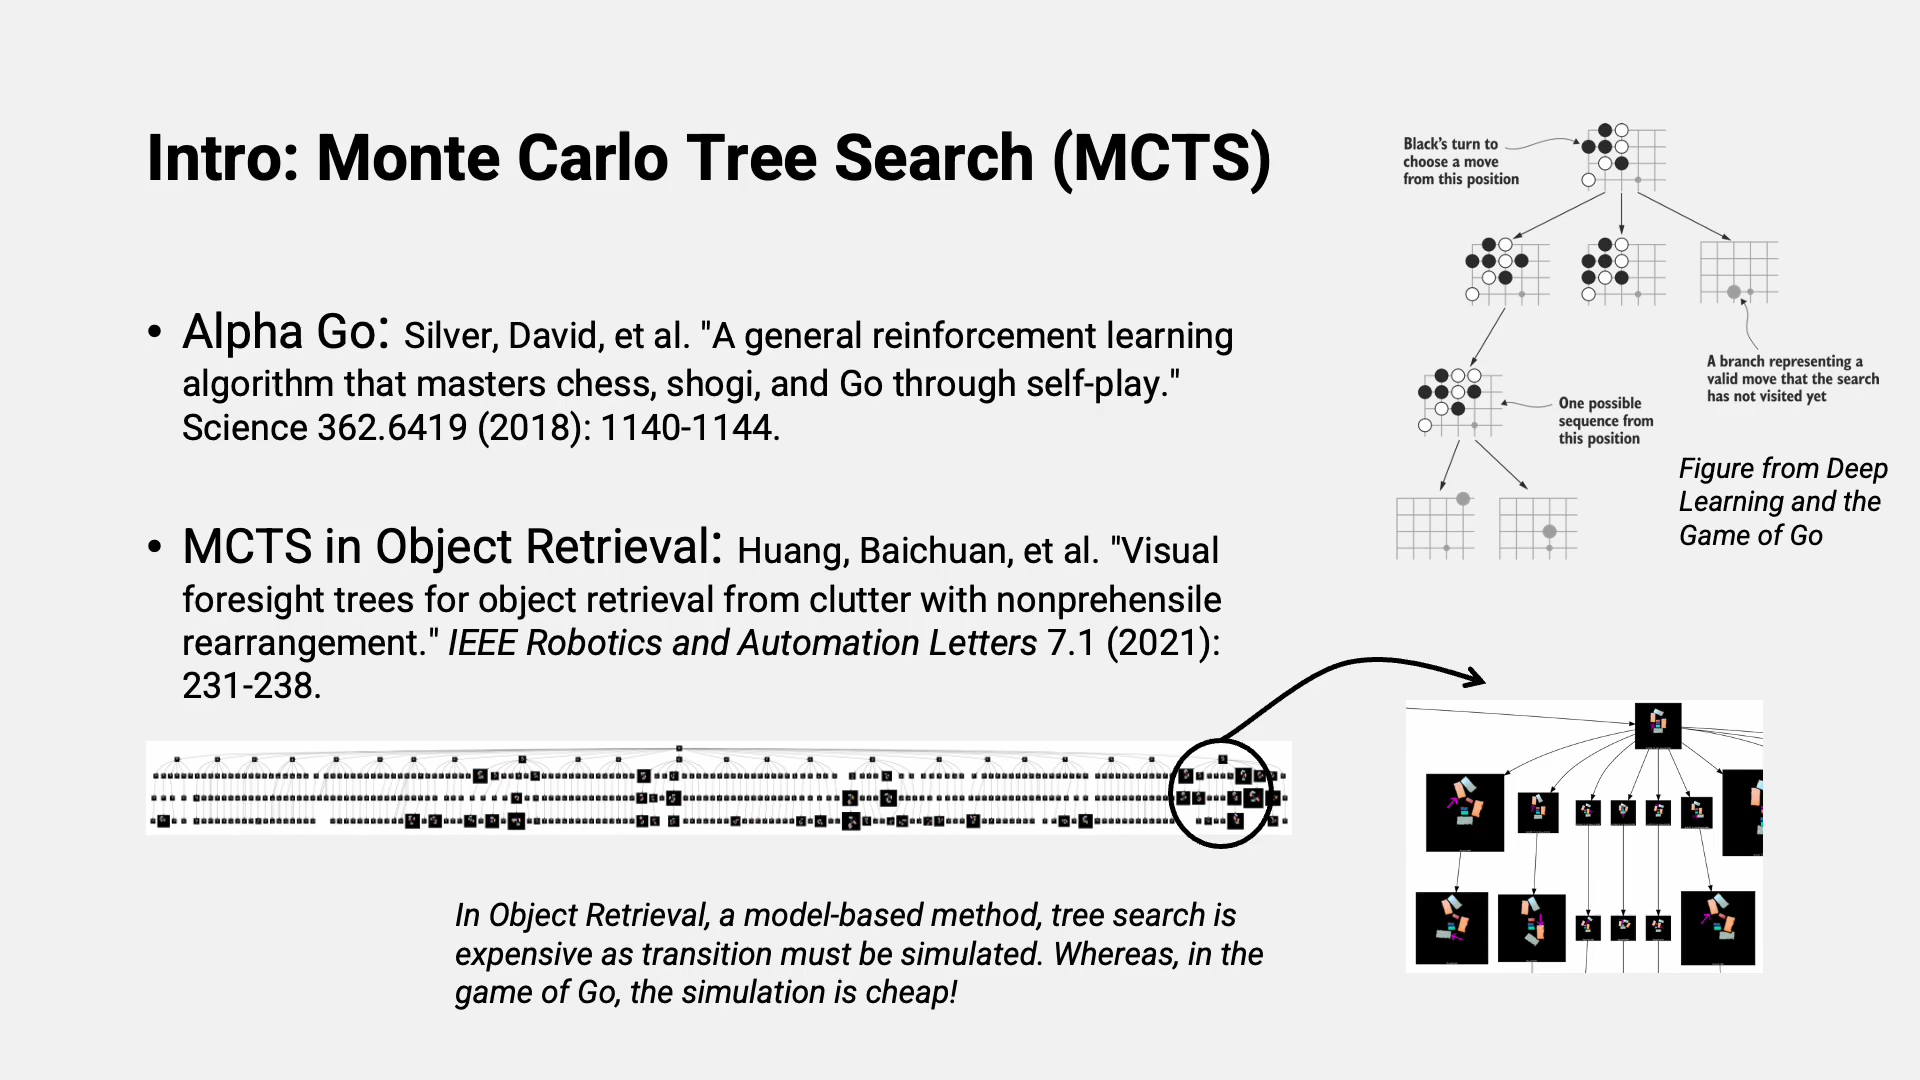 Intro: Monte Carlo Tree Search (MCTS)
• Alpha Go: Silver, David, et al. "A general reinforcement learning
algorithm that masters chess, shogi, and Go through self-play."
Science 362.6419 (2018): 1140-1144.
• MCTS in Object Retrieval: Huang, Baichuan, et al. "Visual
foresight trees for object retrieval from clutter with nonprehensile
rearrangement." IEEE Robotics and Automation Letters 7.1 (2021):
231-238.
In Object Retrieval, a model-based method, tree search is
expensive as transition must be simulated. Whereas, in the
game of Go, the simulation is cheap!
Black's turn to
choose a move
from this position
A branch representing a
valid move that the search
has not visited yet
One possible
sequence from
this position
Figure from Deep
Learning and the
Game of Go